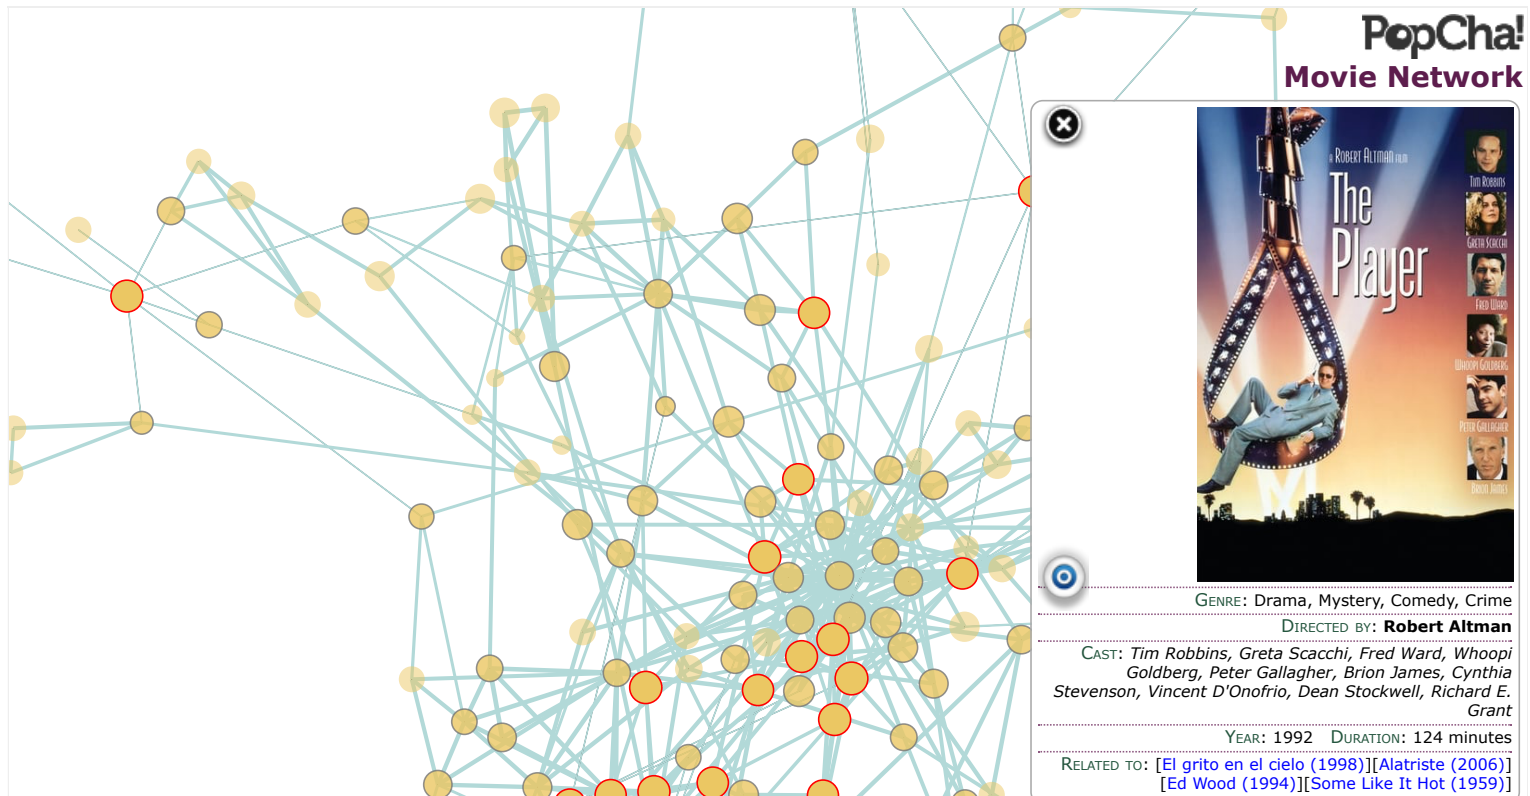 PopCha!
Movie Network
A ROBERT ALTMAN FILM
The
Player
TIM ROBBINS
GRETA SCACCHI
FRED WARD
WHOOPI GOLDBERG
PETER GALLAGHER
BRION JAMES
GENRE: Drama, Mystery, Comedy, Crime
DIRECTED BY: Robert Altman
CAST: Tim Robbins, Greta Scacchi, Fred Ward, Whoopi
Goldberg, Peter Gallagher, Brion James, Cynthia
Stevenson, Vincent D'Onofrio, Dean Stockwell, Richard E.
Grant
YEAR: 1992 DURATION: 124 minutes
RELATED TO: [El grito en el cielo (1998)][Alatriste (2006)]
[Ed Wood (1994)][Some Like It Hot (1959)]